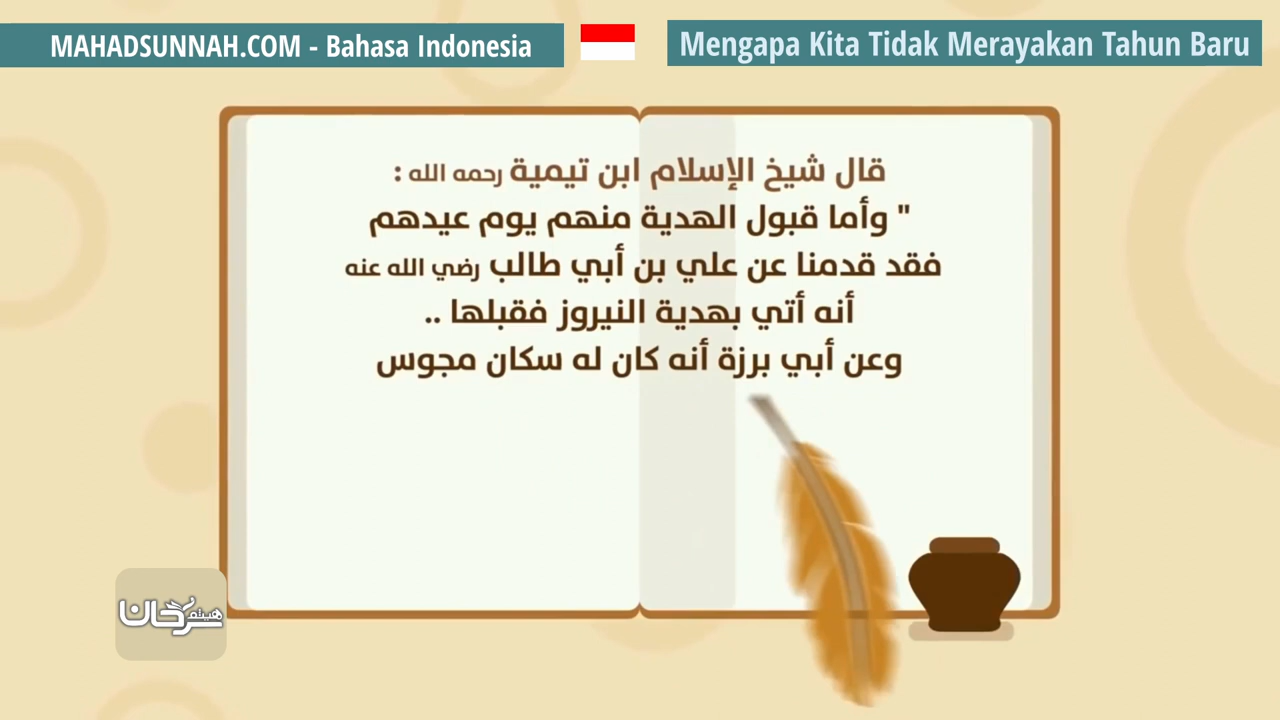 MAHADSUNNAH.COM - Bahasa Indonesia
Mengapa Kita Tidak Merayakan Tahun Baru
قال شيخ الإسلام ابن تيمية رحمه الله :
" وأما قبول الهدية منهم يوم عيدهم
فقد قدمنا عن علي بن أبي طالب رضي الله عنه
أنه أتي بهدية النيروز فقبلها ..
وعن أبي برزة أنه كان له سكان مجوس
هيثم سرحان